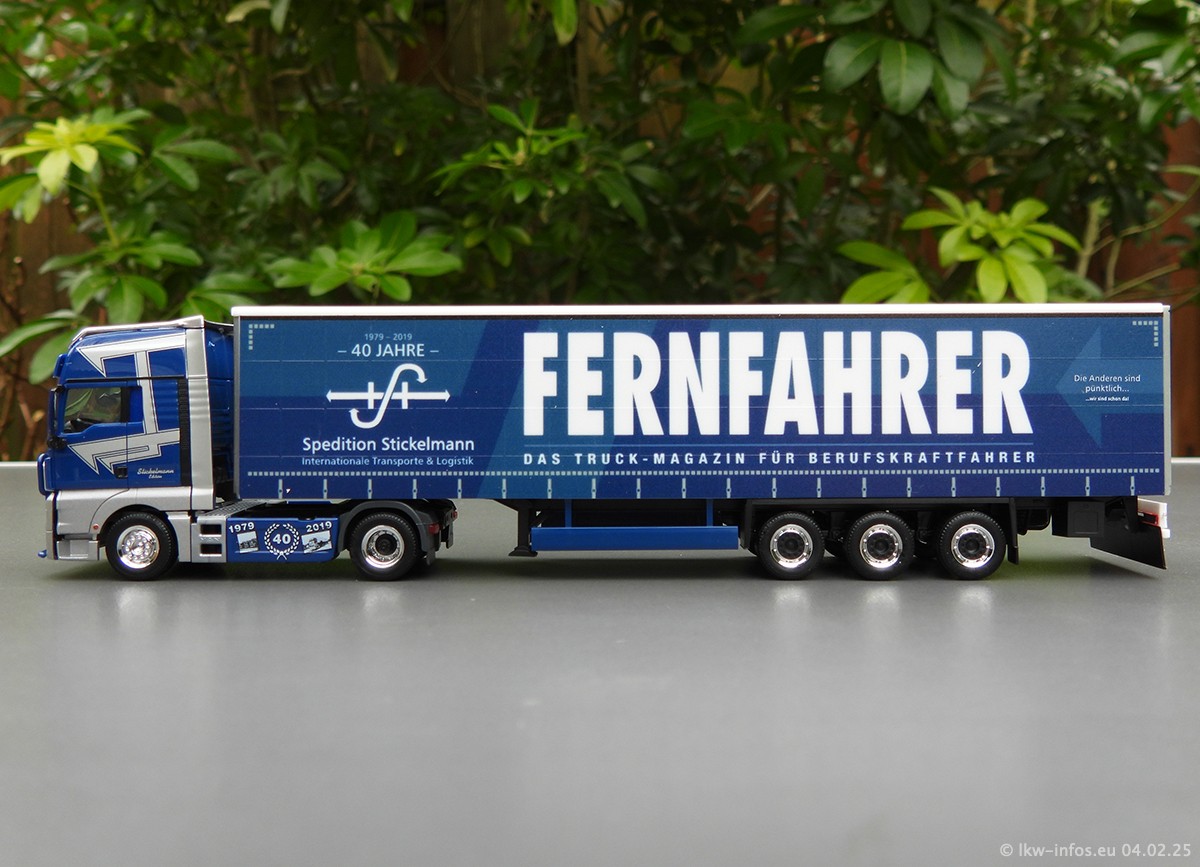 1979 – 2019
– 40 JAHRE –
Spedition Stickelmann
Internationale Transporte & Logistik
FERNFAHRER
DAS TRUCK-MAGAZIN FÜR BERUFSKRAFTFAHRER
Die Anderen sind
pünktlich...
...wir sind schon da!
Stickelmann
Edition
1979 2019
40
© lkw-infos.eu 04.02.25